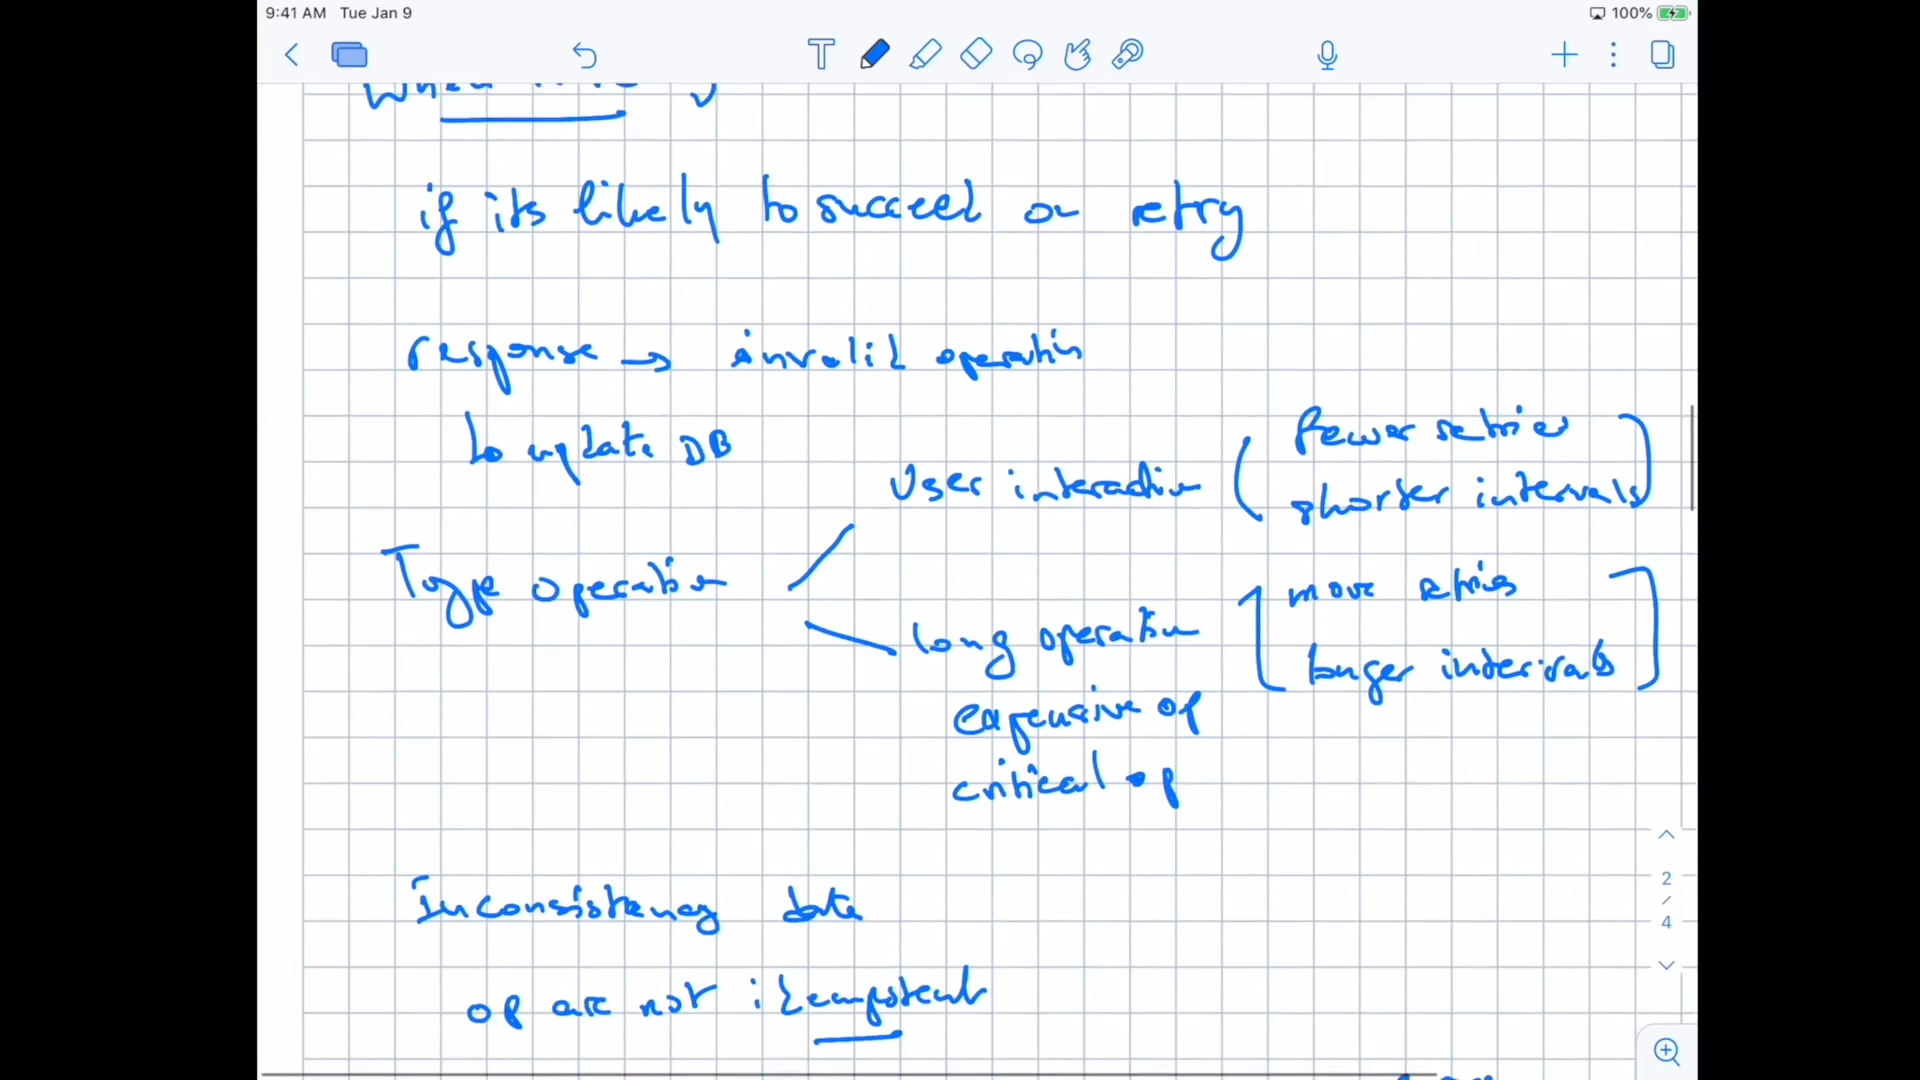 9:41 AM Tue Jan 9
100%
if its likely to succeed on retry
response → invalid operation
to update DB
User interaction
fewer retries
shorter intervals
Type operation
long operation
more retries
longer intervals
expensive op
critical op
Inconsistency data
op are not idempotent
2
4